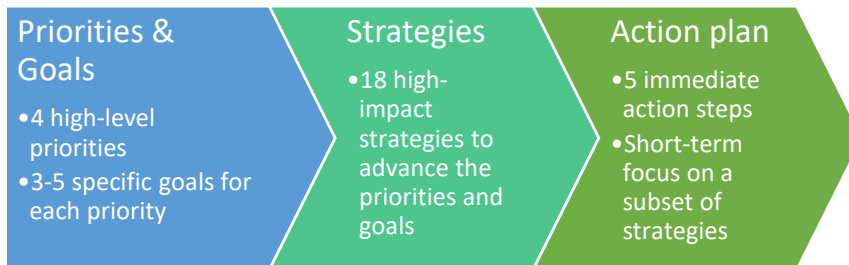 Priorities &
Goals
•4 high-level
priorities
•3-5 specific goals for
each priority
Strategies
•18 high-
impact
strategies to
advance the
priorities and
goals
Action plan
•5 immediate
action steps
•Short-term
focus on a
subset of
strategies